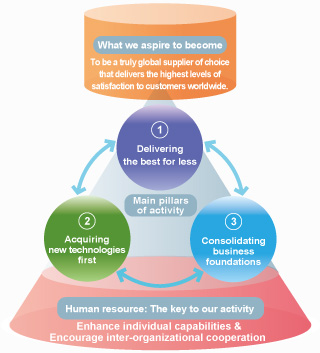 What we aspire to become
To be a truly global supplier of choice
that delivers the highest levels of
satisfaction to customers worldwide.
1
Delivering
the best for less
Main pillars
of activity
2
Acquiring
new technologies
first
3
Consolidating
business
foundations
Human resource: The key to our activity
Enhance individual capabilities &
Encourage inter-organizational cooperation